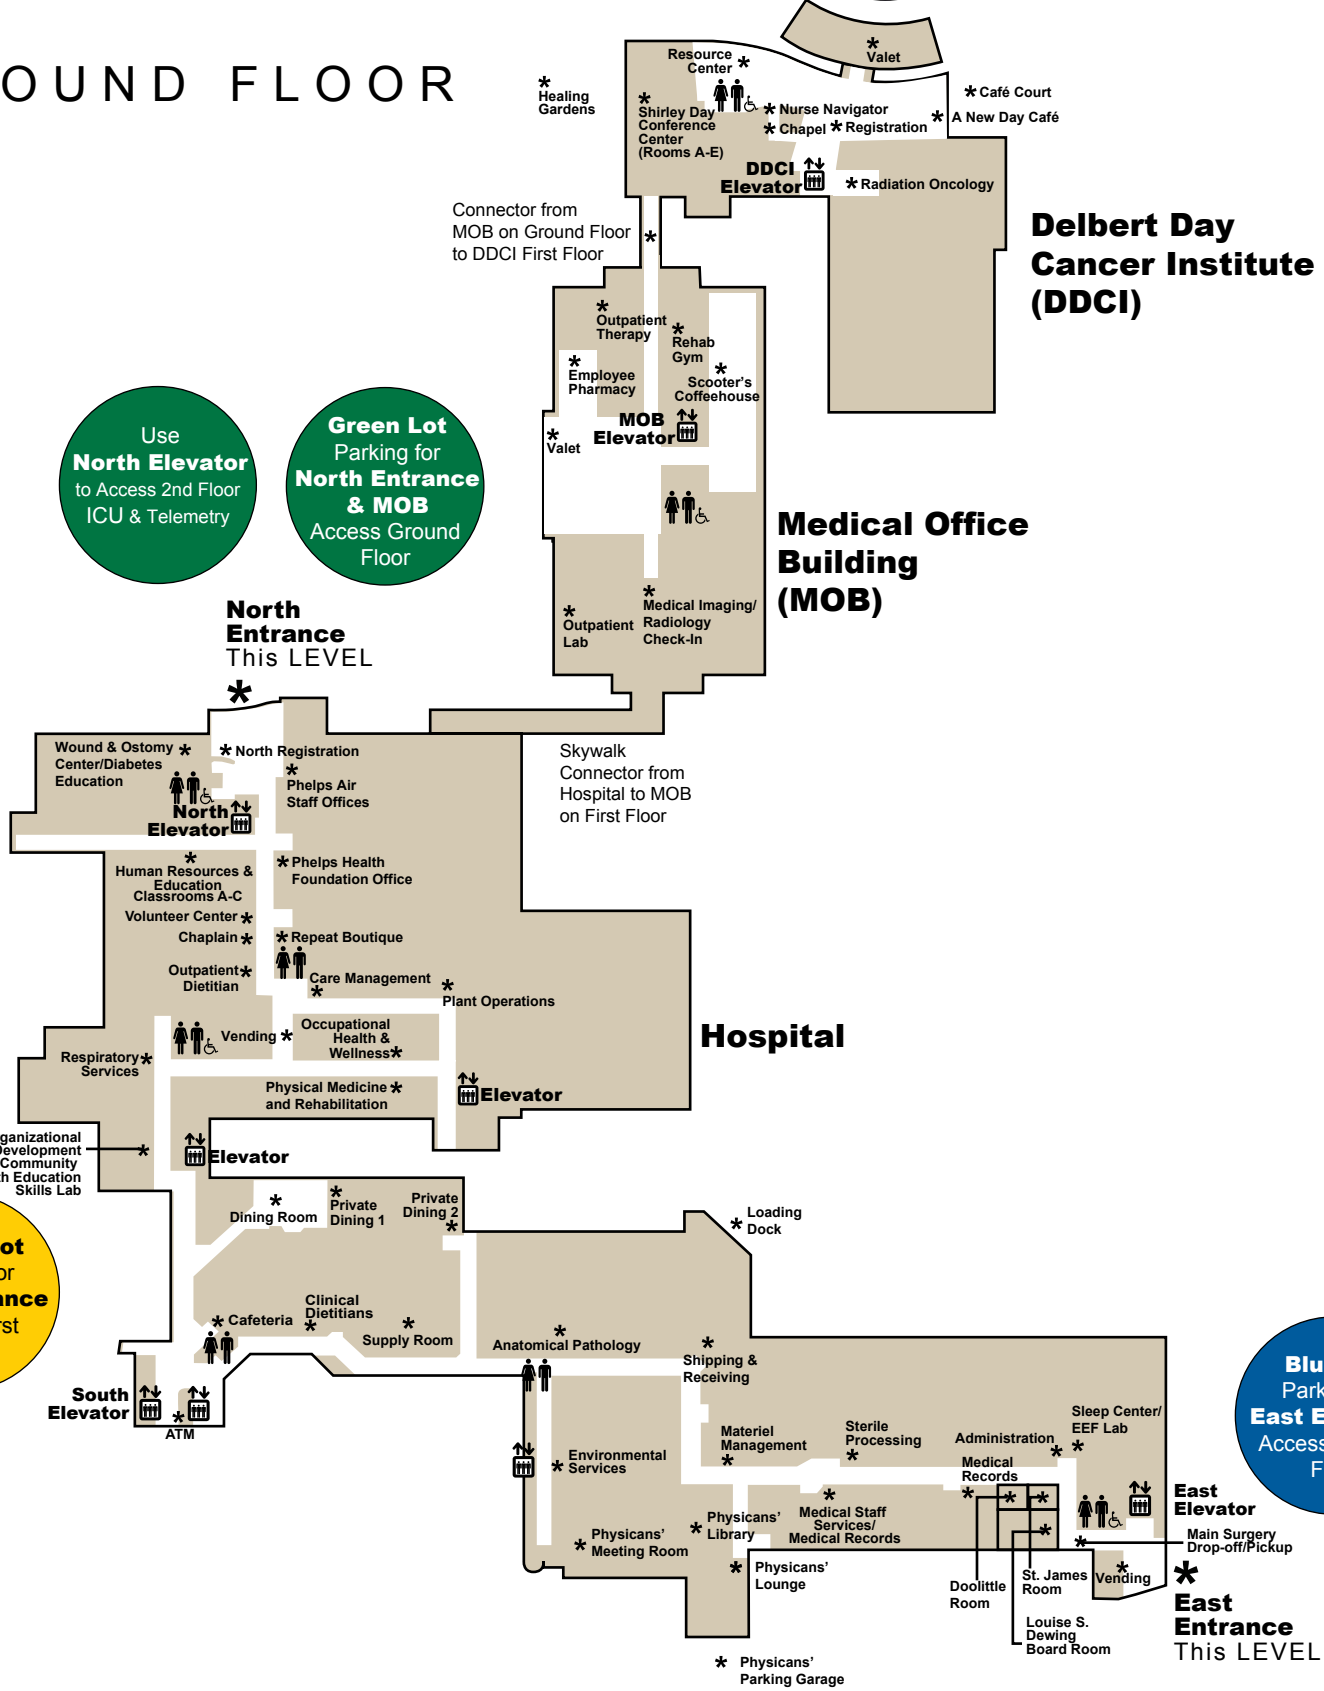 OUND FLOOR
Valet
Resource
Center
Healing
Gardens
Shirley Day
Conference
Center
(Rooms A-E)
Nurse Navigator
Chapel
Registration
Café Court
A New Day Café
DDCI
Elevator
Radiation Oncology
Connector from
MOB on Ground Floor
to DDCI First Floor
Delbert Day
Cancer Institute
(DDCI)
Outpatient
Therapy
Rehab
Gym
Employee
Pharmacy
Scooter's
Coffeehouse
MOB
Elevator
Valet
Use
North Elevator
to Access 2nd Floor
ICU & Telemetry
Green Lot
Parking for
North Entrance
& MOB
Access Ground
Floor
Medical Office
Building
(MOB)
Outpatient
Lab
Medical Imaging/
Radiology
Check-In
North
Entrance
This LEVEL
Skywalk
Connector from
Hospital to MOB
on First Floor
Wound & Ostomy
Center/Diabetes
Education
North Registration
Phelps Air
Staff Offices
North
Elevator
Human Resources &
Education
Classrooms A-C
Phelps Health
Foundation Office
Volunteer Center
Chaplain
Repeat Boutique
Outpatient
Dietitian
Care Management
Plant Operations
Vending
Occupational
Health &
Wellness
Hospital
Respiratory
Services
Physical Medicine
and Rehabilitation
Elevator
ganizational
Development
Community
h Education
Skills Lab
Elevator
Dining Room
Private
Dining 1
Private
Dining 2
Loading
Dock
ot
or
ance
rst
Cafeteria
Clinical
Dietitians
Supply Room
Anatomical Pathology
Shipping &
Receiving
South
Elevator
ATM
Environmental
Services
Materiel
Management
Sterile
Processing
Administration
Sleep Center/
EEF Lab
Medical
Records
Blu
Park
East E
Access
F
East
Elevator
Physicans'
Meeting Room
Physicans'
Library
Medical Staff
Services/
Medical Records
Main Surgery
Drop-off/Pickup
Physicans'
Lounge
Doolittle
Room
St. James
Room
Vending
Louise S.
Dewing
Board Room
East
Entrance
This LEVEL
Physicans'
Parking Garage